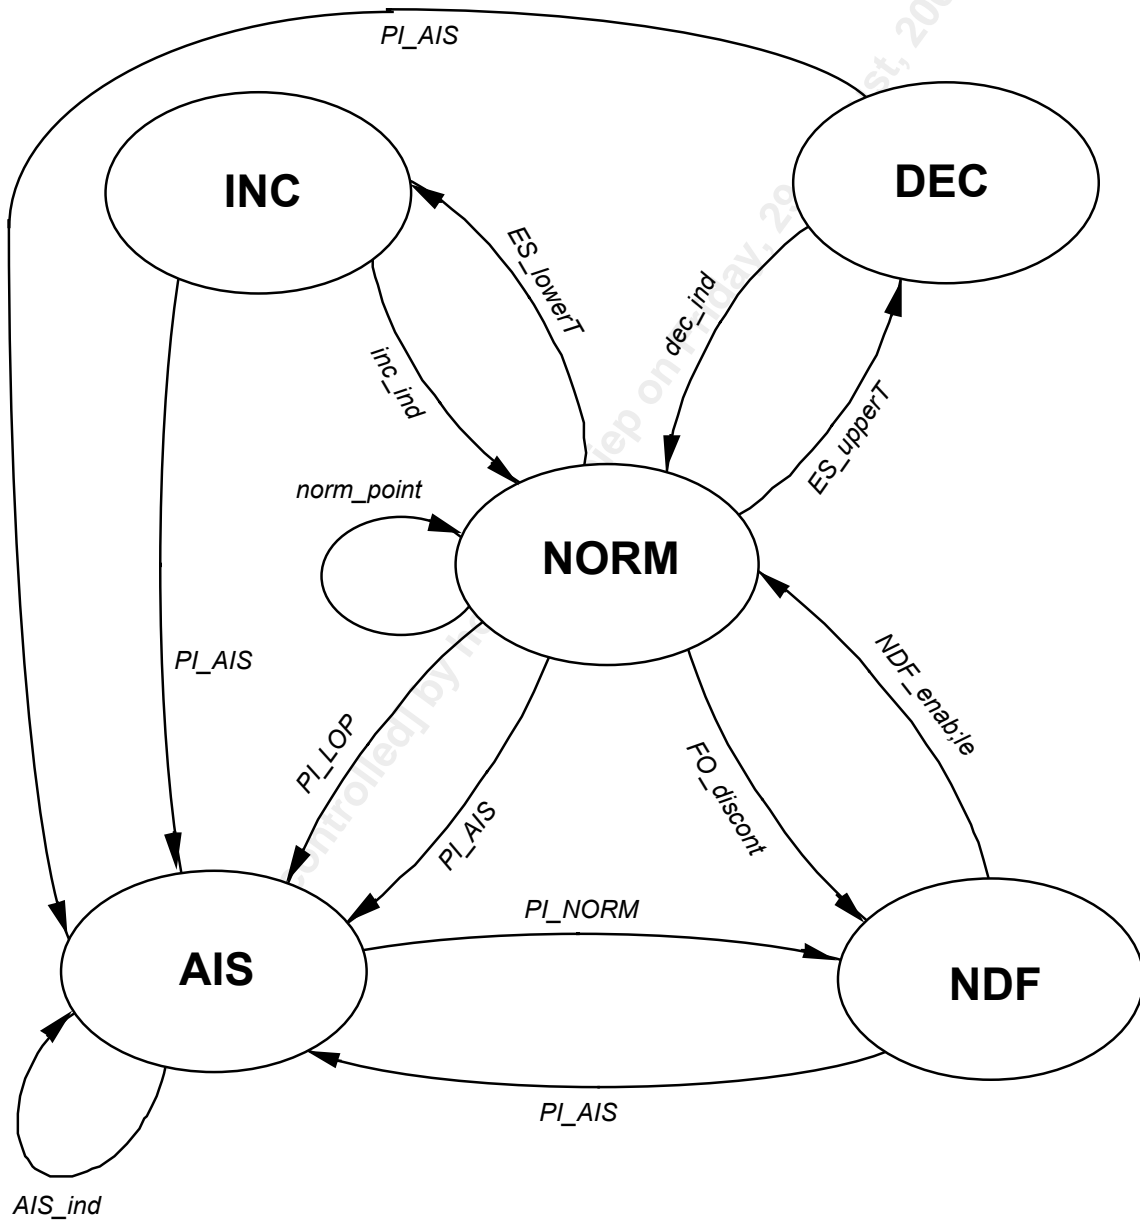 PI_AIS
DEC
INC
ES_lowerT
dec_ind
inc_ind
ES_upperT
norm_point
NORM
PI_AIS
NDF_enab;le
PI_LOP
FO_discont
PI_AIS
PI_NORM
AIS
NDF
PI_AIS
AIS_ind